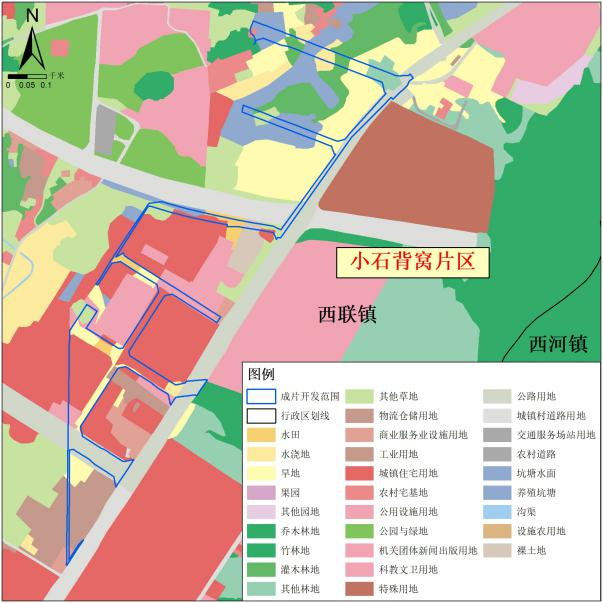 N
千米
0 0.05 0.1
小石背窝片区
西联镇
西河镇
图例
成片开发范围
行政区划线
水田
水浇地
旱地
果园
其他园地
乔木林地
竹林地
灌木林地
其他林地
其他草地
物流仓储用地
商业服务业设施用地
工业用地
城镇住宅用地
农村宅基地
公用设施用地
公园与绿地
机关团体新闻出版用地
科教文卫用地
特殊用地
公路用地
城镇村道路用地
交通服务场站用地
农村道路
坑塘水面
养殖坑塘
沟渠
设施农用地
裸土地